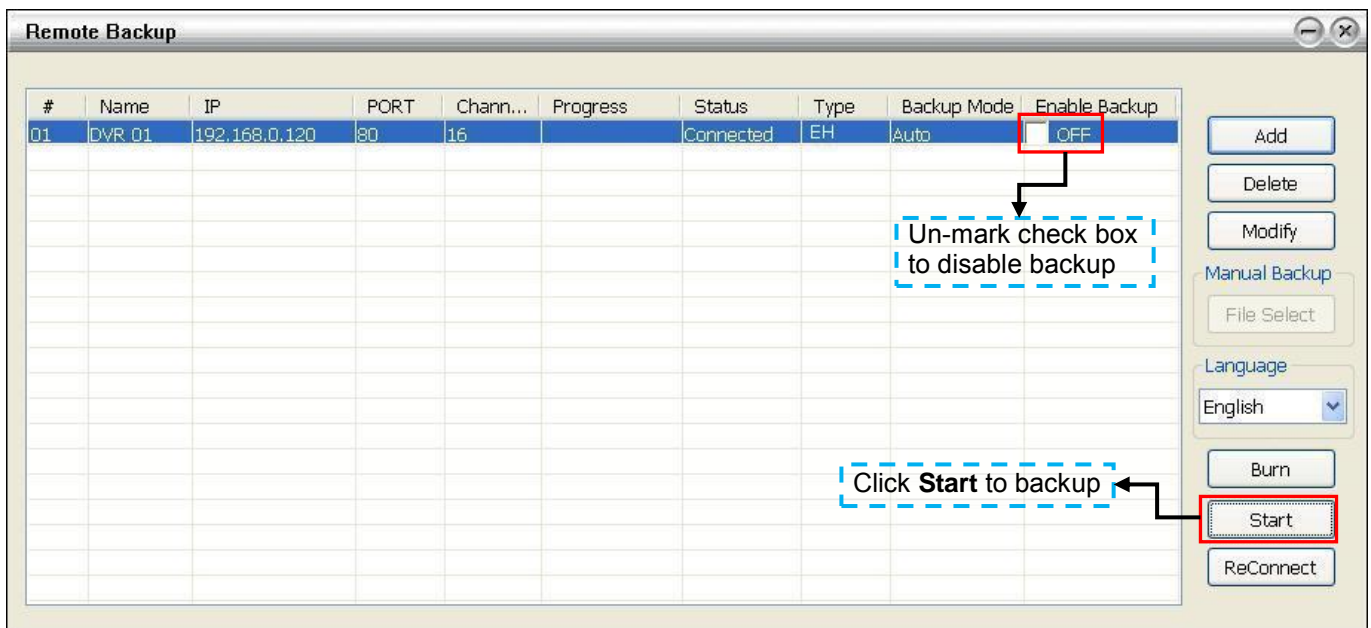 Remote Backup
# Name IP PORT Chann... Progress Status Type Backup Mode Enable Backup
01 DVR 01 192.168.0.120 80 16 Connected EH Auto OFF
Add
Delete
Un-mark check box
to disable backup
Modify
Manual Backup
File Select
Language
English
Burn
Click Start to backup
Start
ReConnect